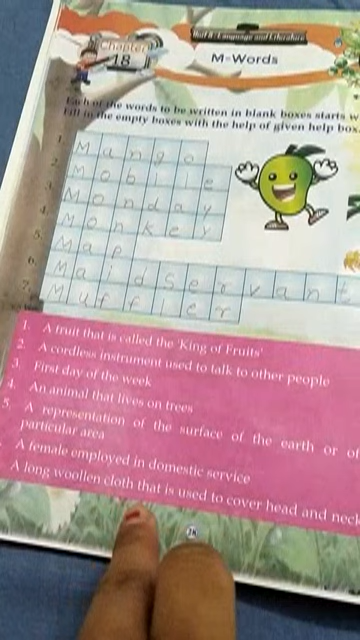 Part B : Language and Literature
Chapter
18
M-Words
Each of the words to be written in blank boxes starts
Fill in the empty boxes with the help of given help
1. Mango
2. Mobile
3. Monday
4. Monkey
5. Map
6. Maidservant
7. Muffler
1. A fruit that is called the 'King of Fruits'
2. A cordless instrument used to talk to other people
3. First day of the week
4. An animal that lives on trees
5. A representation of the surface of the earth or of
particular area
A female employed in domestic service
A long woollen cloth that is used to cover head and neck